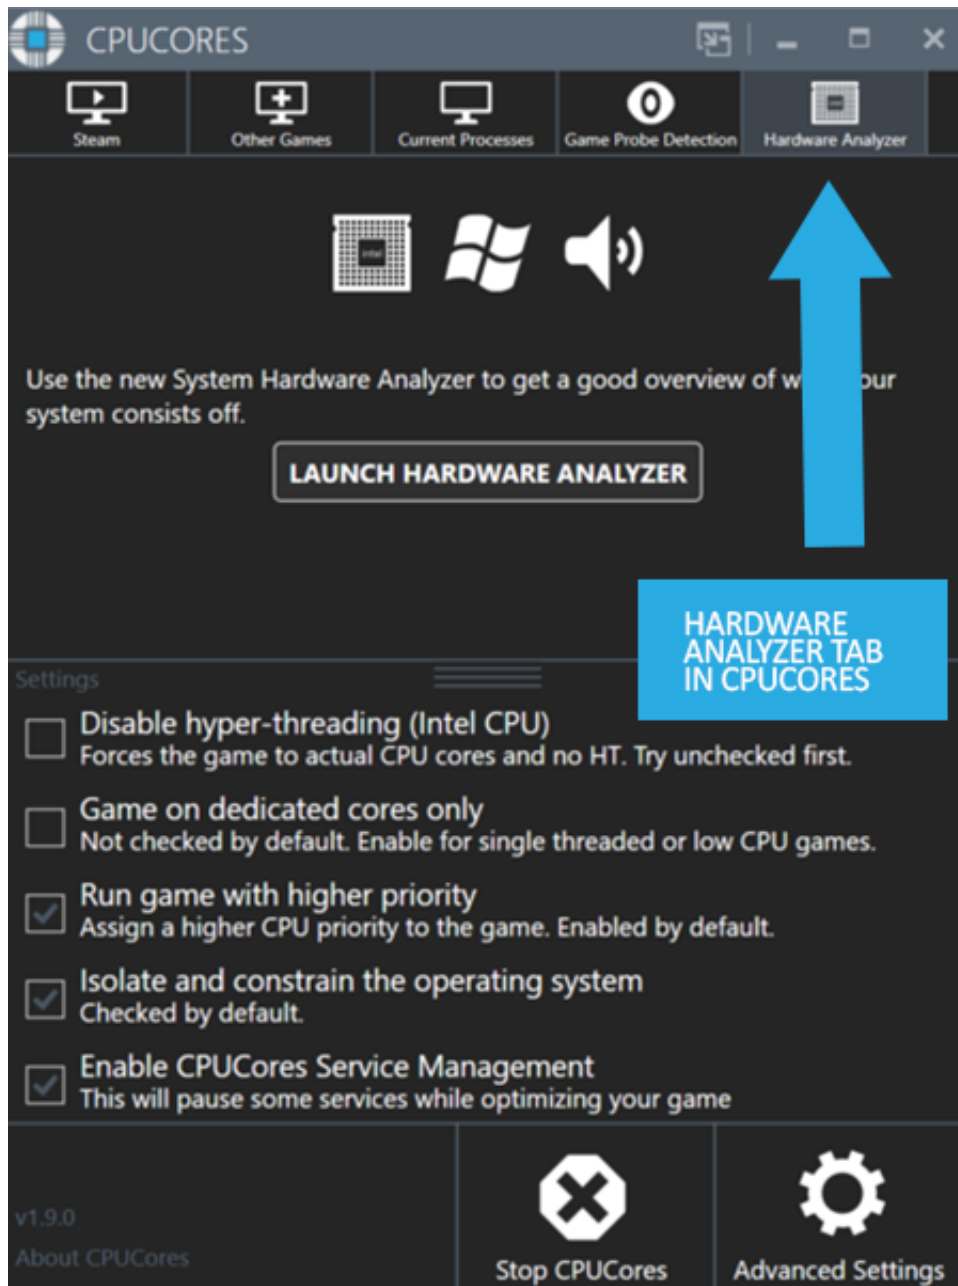 CPUCORES
Steam
Other Games
Current Processes
Game Probe Detection
Hardware Analyzer
intel
Use the new System Hardware Analyzer to get a good overview of our
system consists off.
LAUNCH HARDWARE ANALYZER
HARDWARE
ANALYZER TAB
IN CPUCORES
Settings
Disable hyper-threading (Intel CPU)
Forces the game to actual CPU cores and no HT. Try unchecked first.
Game on dedicated cores only
Not checked by default. Enable for single threaded or low CPU games.
Run game with higher priority
Assign a higher CPU priority to the game. Enabled by default.
Isolate and constrain the operating system
Checked by default.
Enable CPUCores Service Management
This will pause some services while optimizing your game
v1.9.0
About CPUCores
Stop CPUCores
Advanced Settings